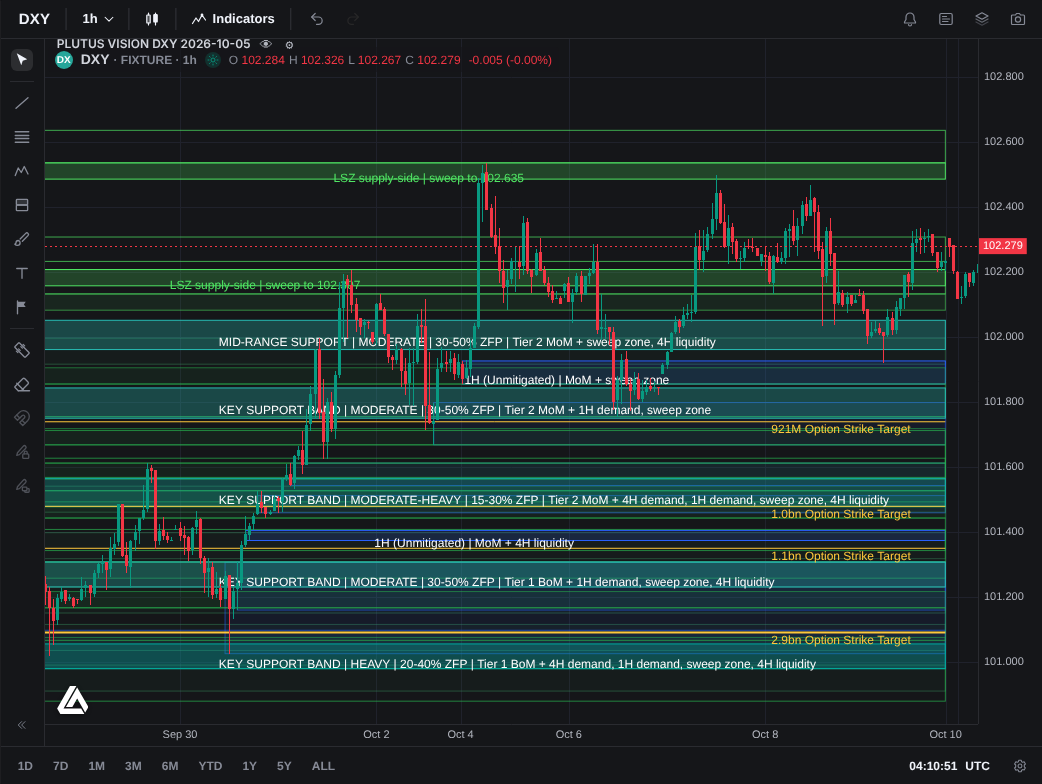 DXY 1h Indicators
PLUTUS VISION DXY 2026-10-05
DX DXY · FIXTURE · 1h O 102.284 H 102.326 L 102.267 C 102.279 -0.005 (-0.00%)
102.800
102.600
LSZ supply-side | sweep to 102.635
102.400
102.279
102.200
LSZ supply-side | sweep to
102.000
MID-RANGE SUPPORT | MODERATE | 30-50% ZFP | Tier 2 MoM + sweep zone, 4H liquidity
1H (Unmitigated) | MoM + sweep zone
101.800
KEY SUPPORT BAND | MODERATE | 30-50% ZFP | Tier 2 MoM + 1H demand, sweep zone
921M Option Strike Target
101.600
KEY SUPPORT BAND | MODERATE-HEAVY | 15-30% ZFP | Tier 2 MoM + 4H demand, 1H demand, sweep zone, 4H liquidity
1.0bn Option Strike Target
101.400
1H (Unmitigated) | MoM + 4H liquidity
1.1bn Option Strike Target
KEY SUPPORT BAND | MODERATE | 30-50% ZFP | Tier 1 BoM + 1H demand, sweep zone, 4H liquidity
101.200
2.9bn Option Strike Target
KEY SUPPORT BAND | HEAVY | 20-40% ZFP | Tier 1 BoM + 4H demand, 1H demand, sweep zone, 4H liquidity
101.000
Sep 30 Oct 2 Oct 4 Oct 6 Oct 8 Oct 10
1D 7D 1M 3M 6M YTD 1Y 5Y ALL 04:10:51 UTC